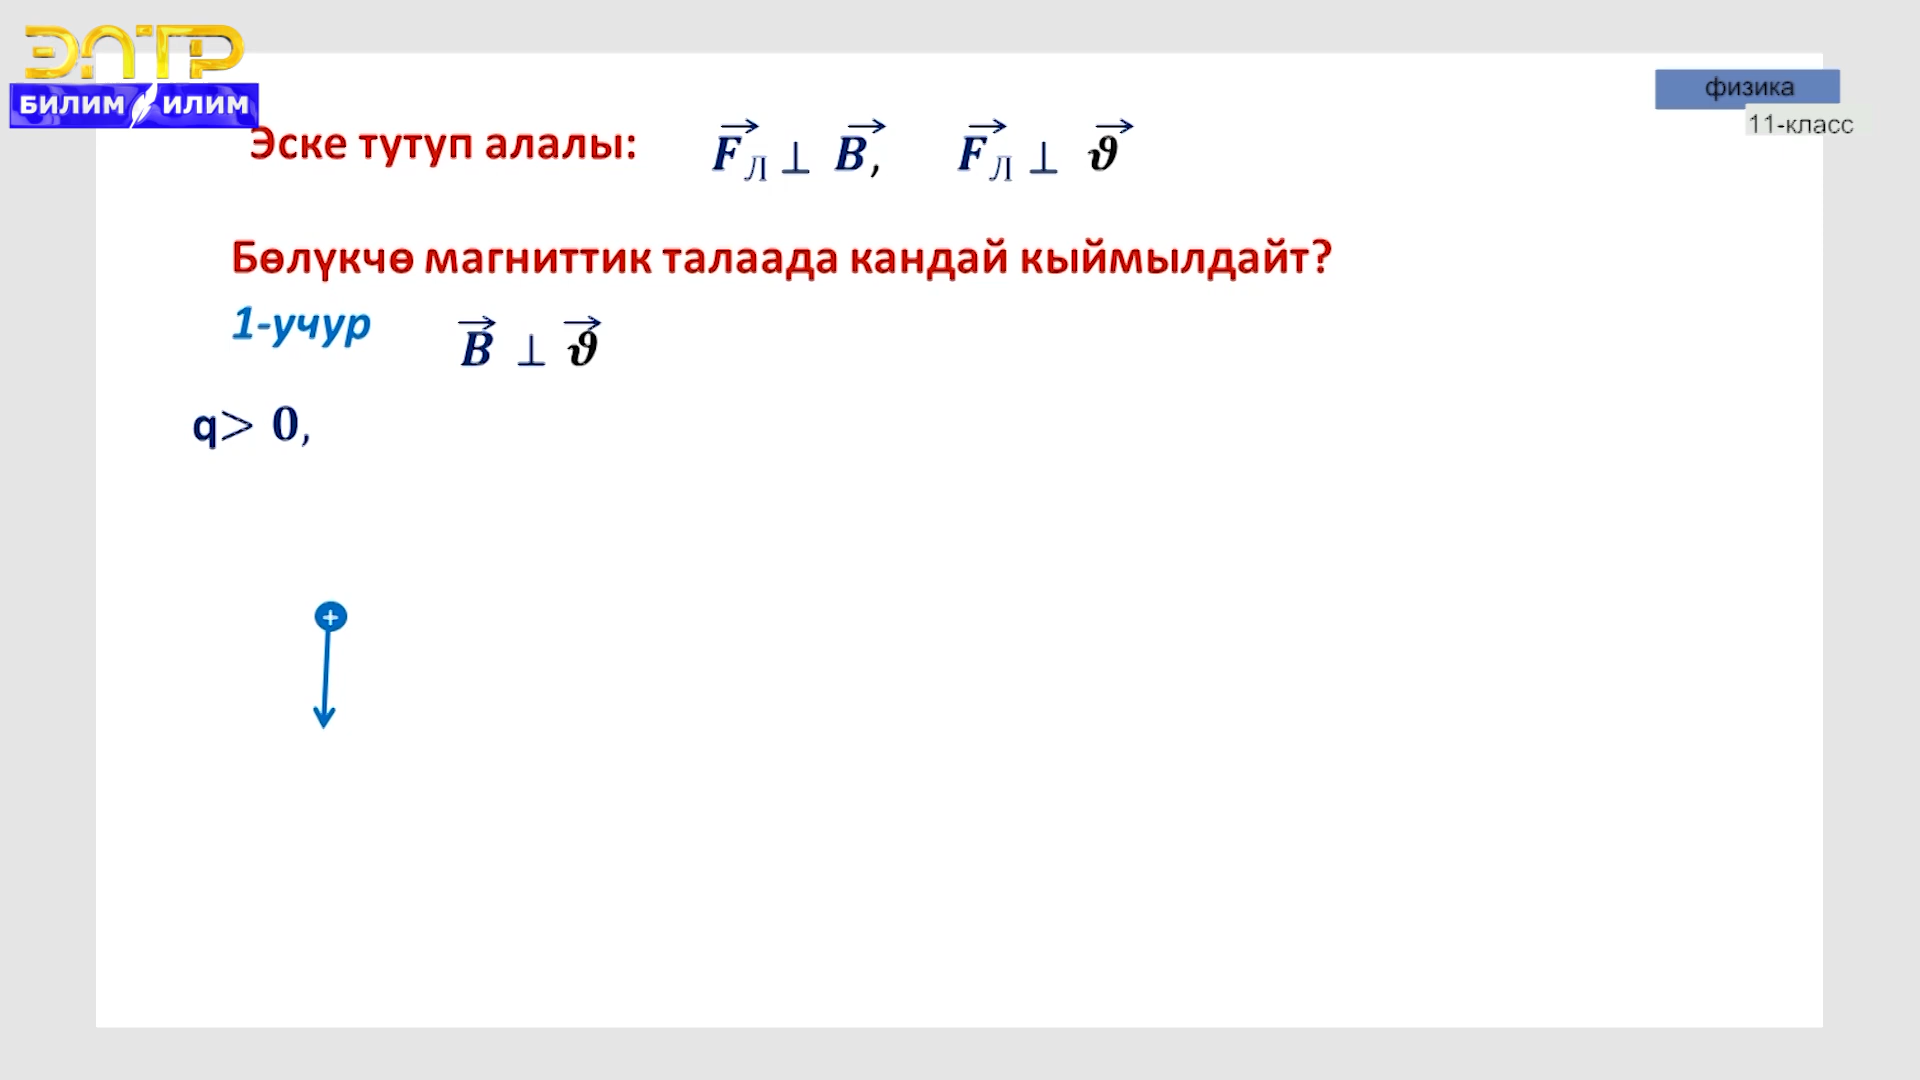 ЭЛТР
БИЛИМ ИЛИМ
физика
11-класс
Эске тутуп алалы: F⃗Л ⊥ B⃗, F⃗Л ⊥ ϑ⃗
Бөлүкчө магниттик талаада кандай кыймылдайт?
1-учур B⃗ ⊥ ϑ⃗
q> 0,
+